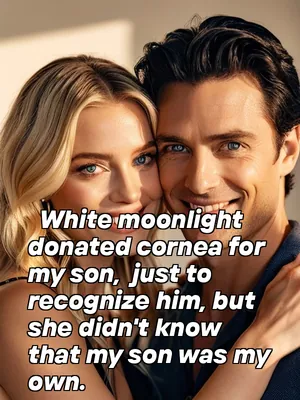 White moonlight
donated cornea for
my son, just to
recognize him, but
she didn't know
that my son was my
own.